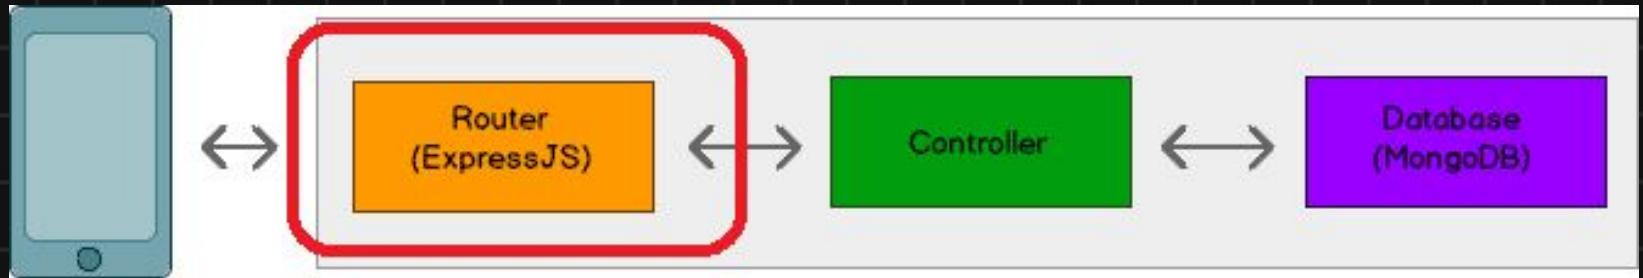 Router
(ExpressJS)
Controller
Database
(MongoDB)